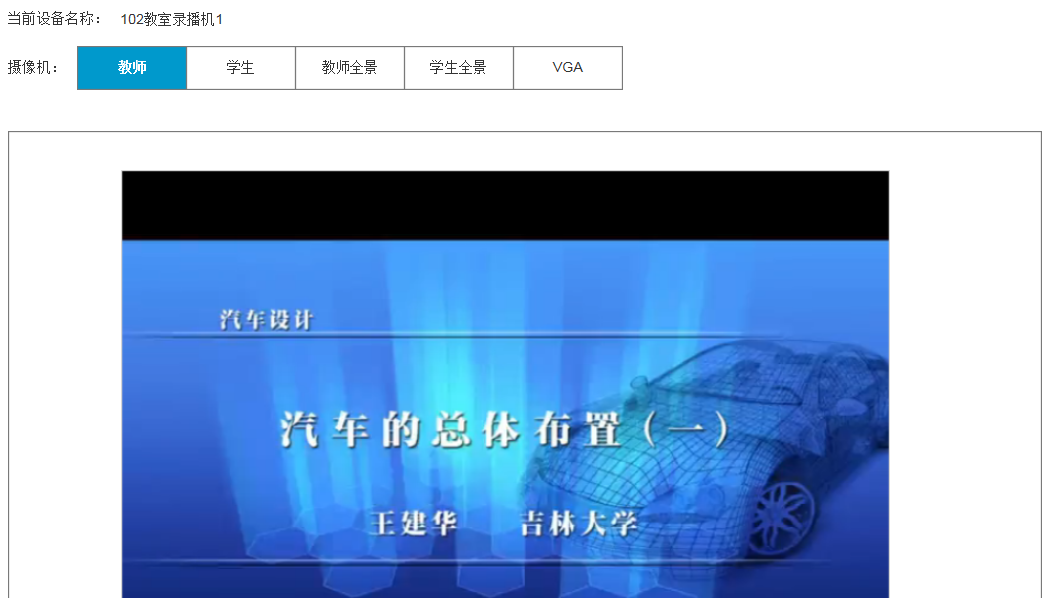 当前设备名称： 102教室录播机1
摄像机： 教师 学生 教师全景 学生全景 VGA
汽车设计
汽车的总体布置（一）
王建华 吉林大学